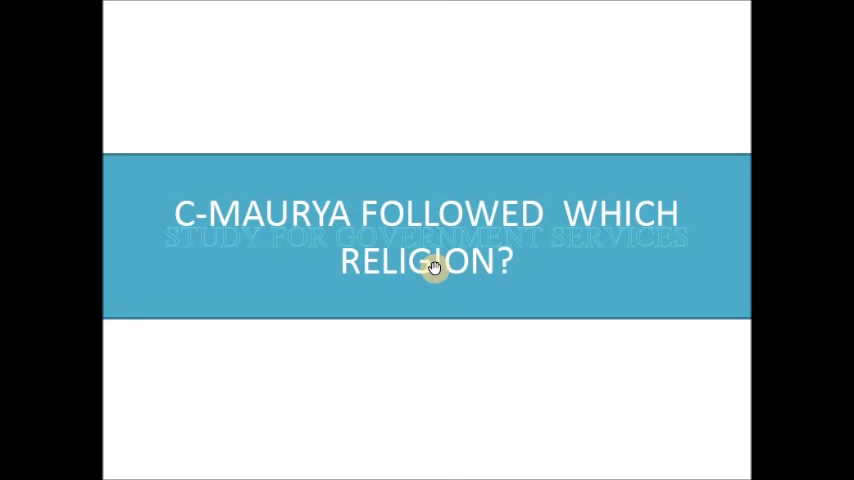 C-MAURYA FOLLOWED WHICH
STUDY FOR GOVERNMENT SERVICES
RELIGION?